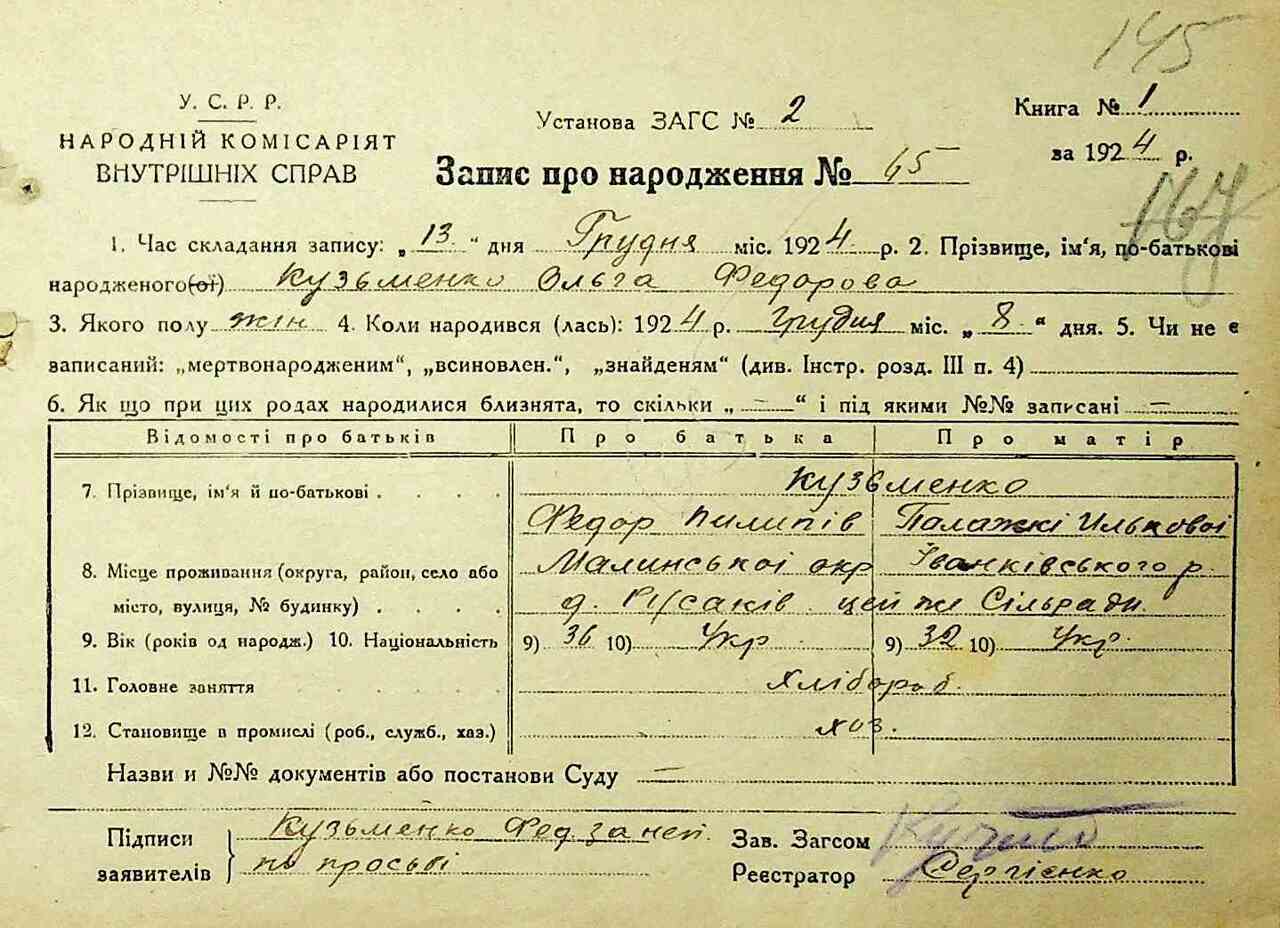 145
У. С. Р. Р.
НАРОДНІЙ КОМІСАРІЯТ
ВНУТРІШНІХ СПРАВ
Установа ЗАГС № 2
Книга № 1
за 1924 р.
Запис про народження № 65
167
1. Час складання запису: „13" дня Грудня міс. 1924 р. 2. Прізвище, ім'я, по-батькові
народженого(ої) Кузьменко Ольга Федорова
3. Якого полу жін 4. Коли народився (лась): 1924 р. Грудня міс. „8" дня. 5. Чи не є
записаний: „мертвонародженим", „всиновлен.", „знайденям" (див. Інстр. розд. III п. 4)
6. Як що при цих родах народилися близнята, то скільки „—" і під якими №№ записані —
Відомості про батьків Про батька Про матір
7. Прізвище, ім'я й по-батькові . . . . Кузьменко
Федор Пилипів Палажкі Илькової
8. Місце проживання (округа, район, село або Малинської окр Іванківського р.
місто, вулиця, № будинку) . . . . д. Русаків цей же Сільради
9. Вік (років од народж.) 10. Національність 9) 36 10) Укр 9) 32 10) Укр.
11. Головне заняття хлібороб.
12. Становище в промислі (роб., служб., хаз.) хоз.
Назви и №№ документів або постанови Суду —
Підписи Кузьменко Фед. за неп.
заявителів по просьбі
Зав. Загсом
Реєстратор Сергієнко